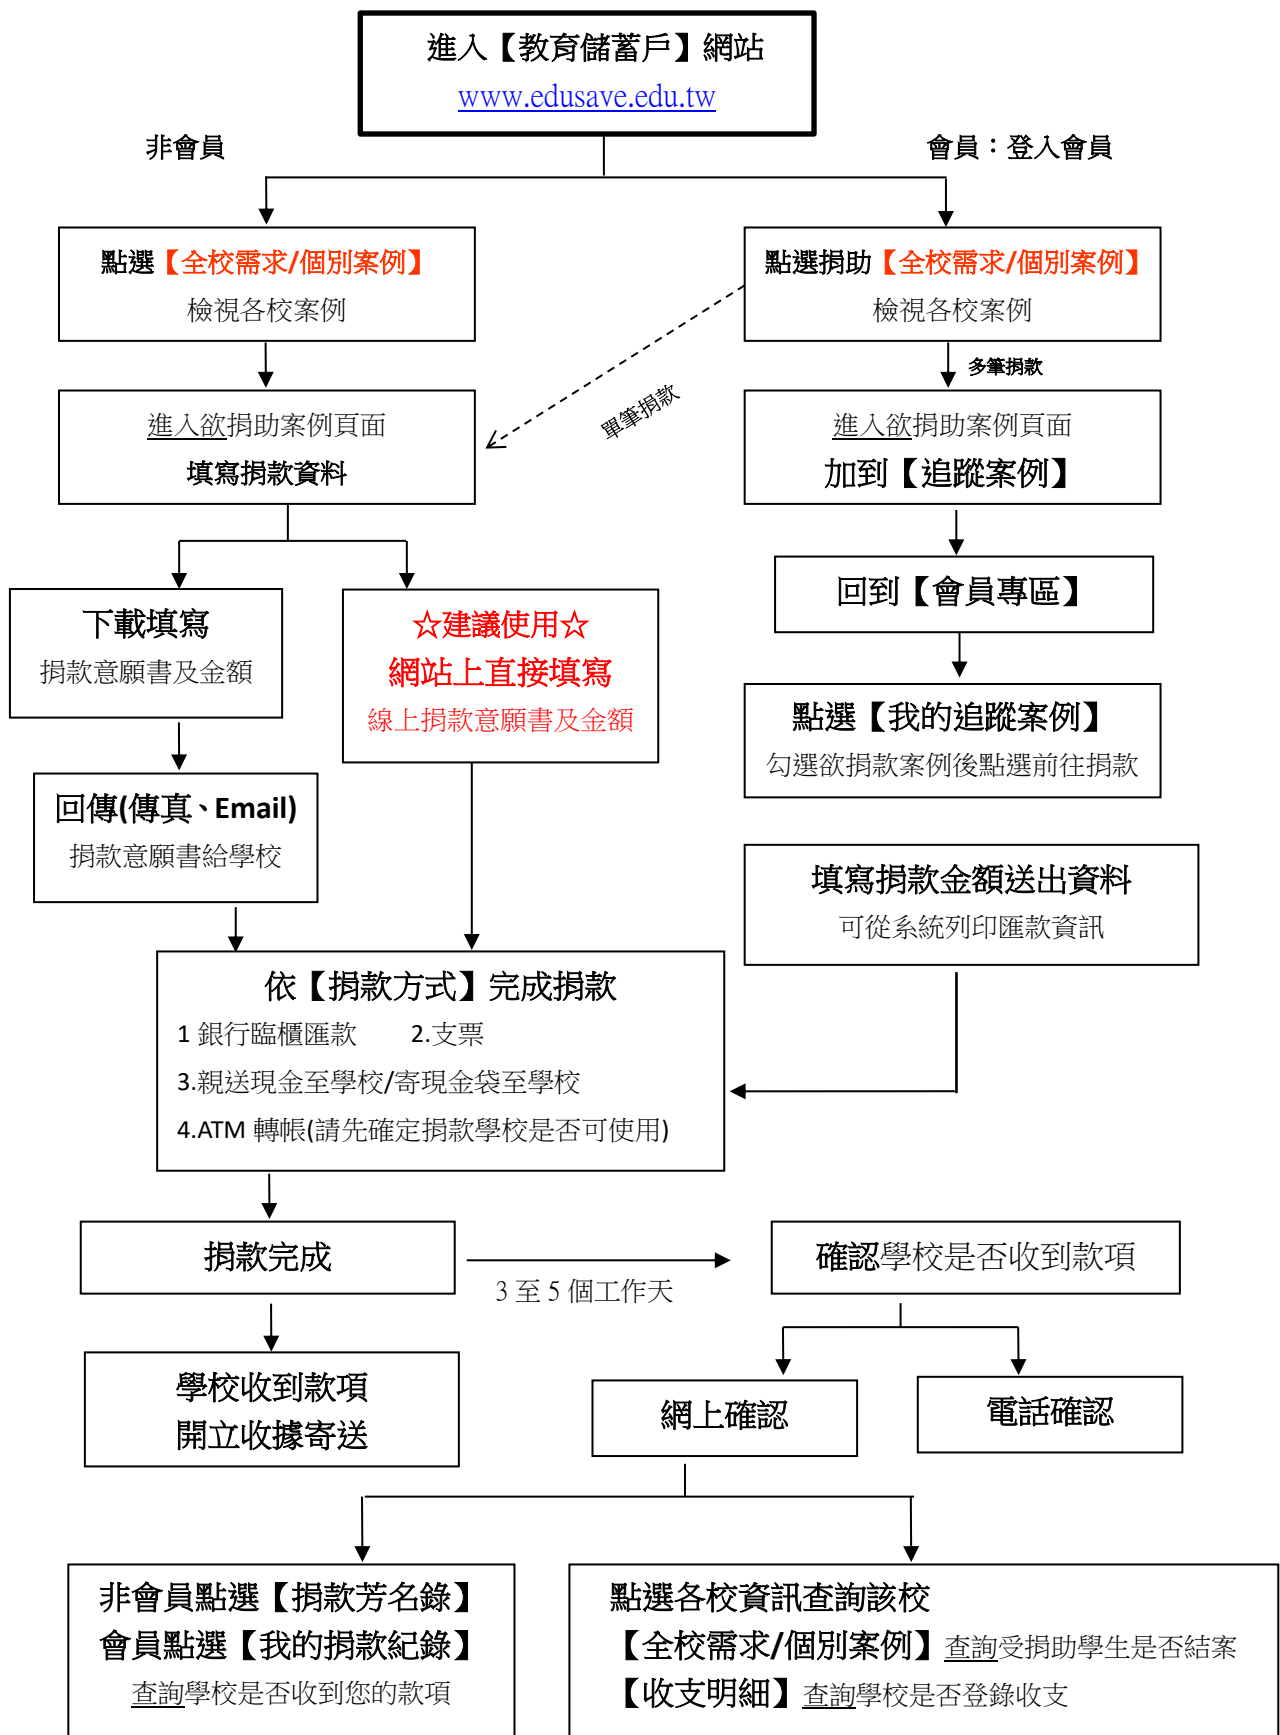 進入【教育儲蓄戶】網站
www.edusave.edu.tw
非會員
會員：登入會員
點選【全校需求/個別案例】
檢視各校案例
點選捐助【全校需求/個別案例】
檢視各校案例
多筆捐款
單筆捐款
進入欲捐助案例頁面
填寫捐款資料
進入欲捐助案例頁面
加到【追蹤案例】
回到【會員專區】
下載填寫
捐款意願書及金額
☆建議使用☆
網站上直接填寫
線上捐款意願書及金額
點選【我的追蹤案例】
勾選欲捐款案例後點選前往捐款
回傳(傳真、Email)
捐款意願書給學校
填寫捐款金額送出資料
可從系統列印匯款資訊
依【捐款方式】完成捐款
1 銀行臨櫃匯款 2.支票
3.親送現金至學校/寄現金袋至學校
4.ATM 轉帳(請先確定捐款學校是否可使用)
捐款完成
3 至 5 個工作天
確認學校是否收到款項
學校收到款項
開立收據寄送
網上確認
電話確認
非會員點選【捐款芳名錄】
會員點選【我的捐款紀錄】
查詢學校是否收到您的款項
點選各校資訊查詢該校
【全校需求/個別案例】查詢受捐助學生是否結案
【收支明細】查詢學校是否登錄收支